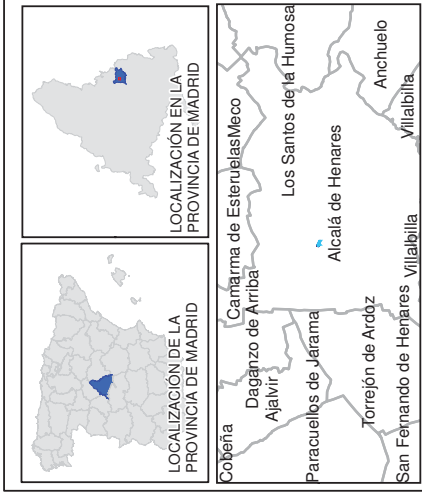 LOCALIZACIÓN DE LA
PROVINCIA DE MADRID
LOCALIZACIÓN EN LA
PROVINCIA DE MADRID
Cobeña
Daganzo de Arriba
Ajalvir
Camarma de Esteruelas
Meco
Los Santos de la Humosa
Paracuellos de Jarama
Alcalá de Henares
Anchuelo
Torrejón de Ardoz
San Fernando de Henares
Villalbilla
Villalbilla